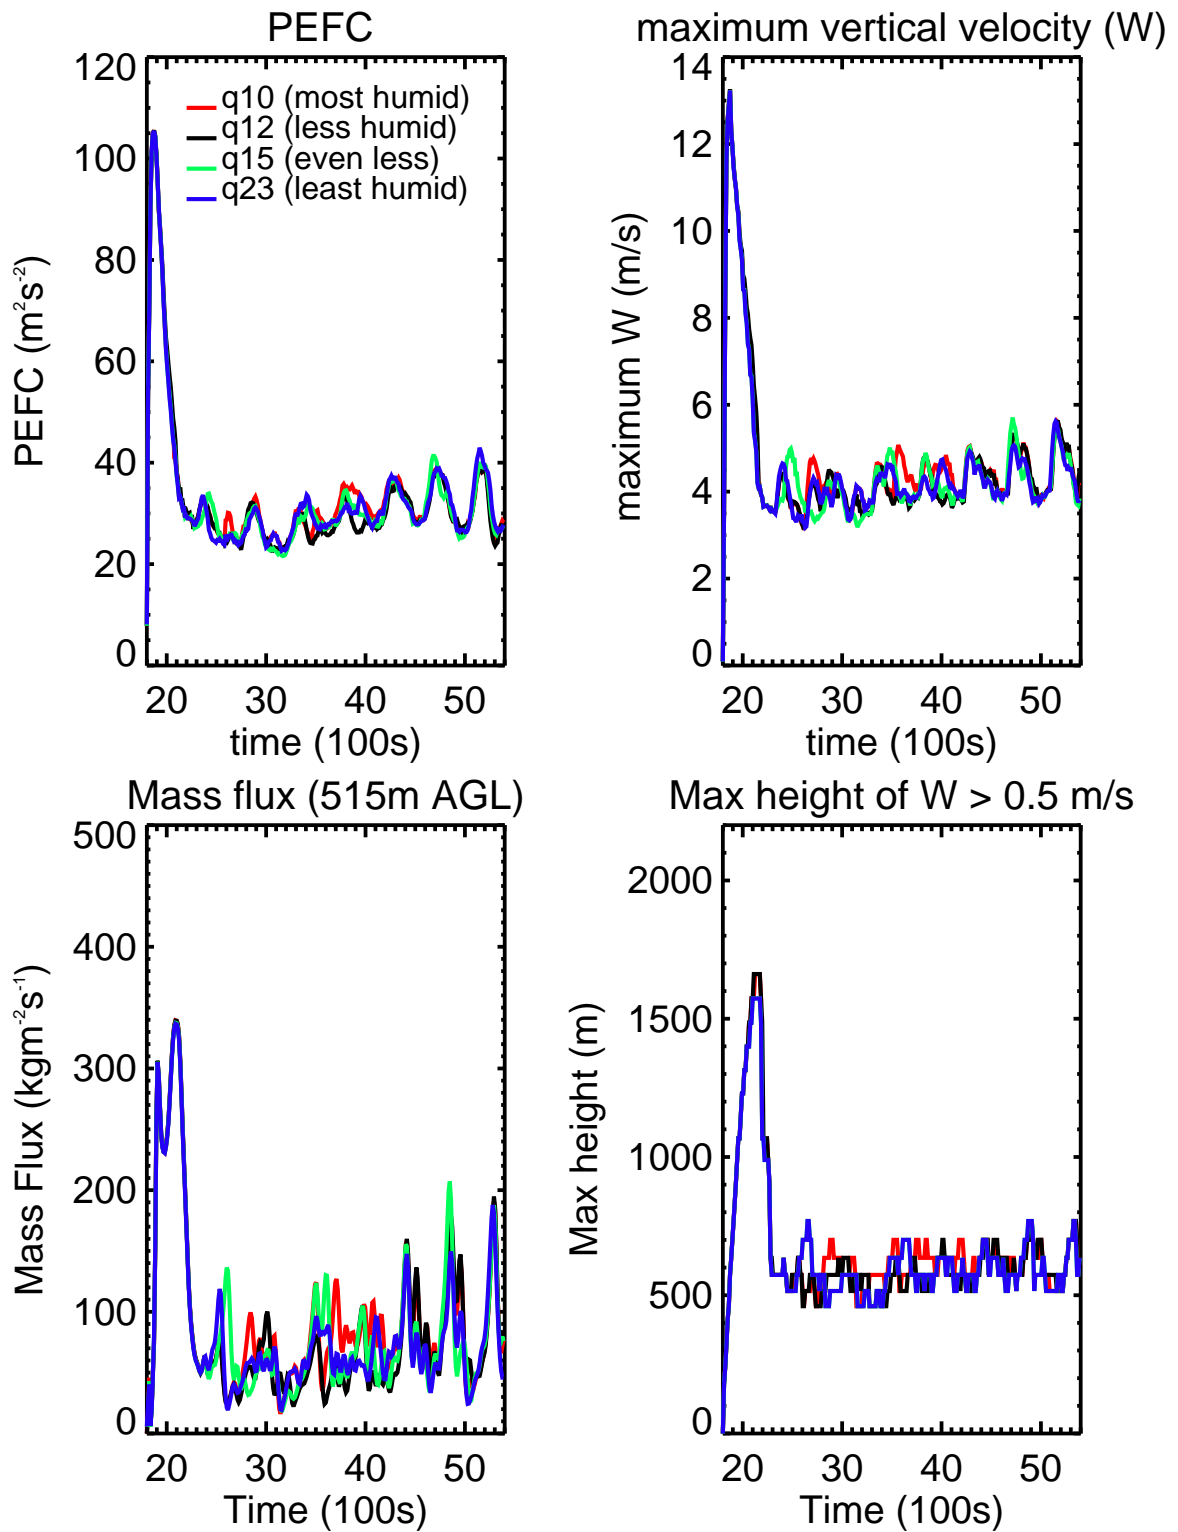 PEFC
120
100
80
60
40
20
0
PEFC (m²s⁻²)
q10 (most humid)
q12 (less humid)
q15 (even less)
q23 (least humid)
20 30 40 50
time (100s)
maximum vertical velocity (W)
14
12
10
8
6
4
2
0
maximum W (m/s)
20 30 40 50
time (100s)
Mass flux (515m AGL)
500
400
300
200
100
0
Mass Flux (kgm⁻²s⁻¹)
20 30 40 50
Time (100s)
Max height of W > 0.5 m/s
2000
1500
1000
500
0
Max height (m)
20 30 40 50
Time (100s)